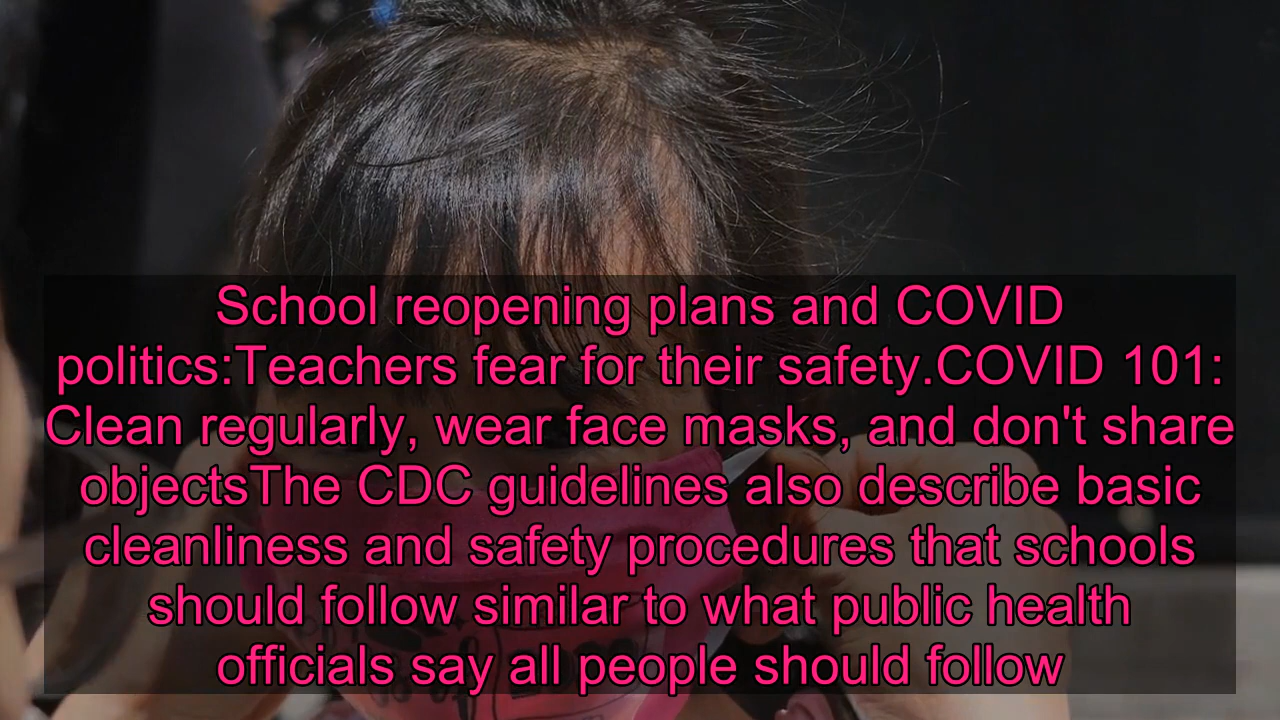 School reopening plans and COVID
politics:Teachers fear for their safety.COVID 101:
Clean regularly, wear face masks, and don't share
objectsThe CDC guidelines also describe basic
cleanliness and safety procedures that schools
should follow similar to what public health
officials say all people should follow